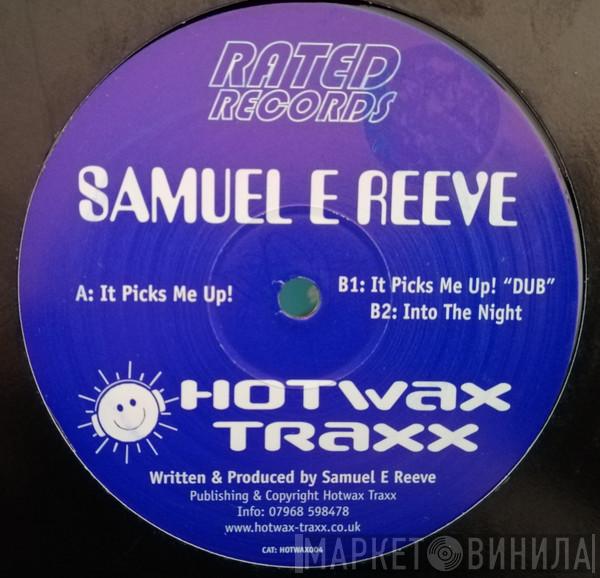 RATED
RECORDS
SAMUEL E REEVE
A: It Picks Me Up!
B1: It Picks Me Up! “DUB”
B2: Into The Night
HOTWAX
TRAXX
Written & Produced by Samuel E Reeve
Publishing & Copyright Hotwax Traxx
Info: 07968 598478
www.hotwax-traxx.co.uk
CAT: HOTWAX004
МАРКЕТ ВИНИЛА